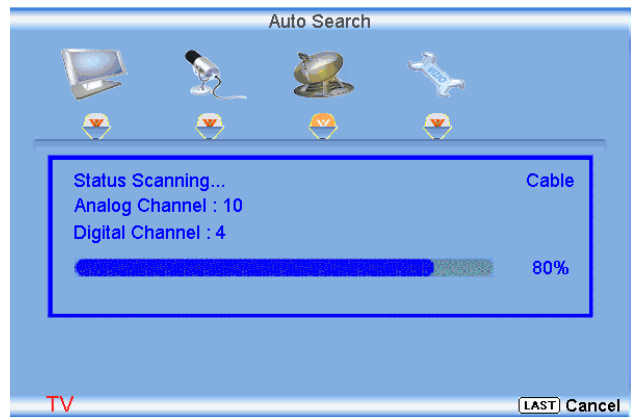 Auto Search
Status Scanning... Cable
Analog Channel : 10
Digital Channel : 4
80%
TV LAST Cancel